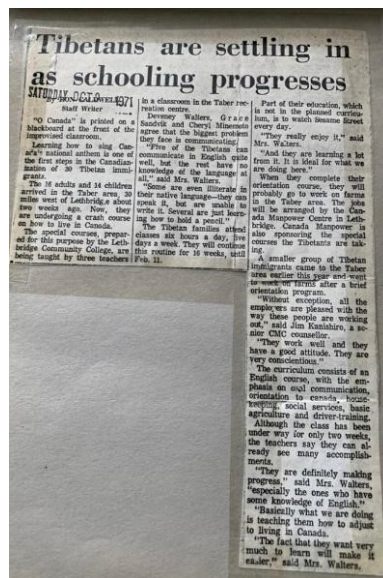 Tibetans are settling in
as schooling progresses
SATURDAY, OCT 9 1971
By RON CALDWELL
Staff Writer
"O Canada" is printed on a
blackboard at the front of the
improvised classroom.
Learning how to sing Can-
ada's national anthem is one of
the first steps in the Canadian-
ization of 30 Tibetan immi-
grants.
The 16 adults and 14 children
arrived in the Taber area, 30
miles west of Lethbridge about
two weeks ago. Now, they
are undergoing a crash course
on how to live in Canada.
The special courses, prepar-
ed for this purpose by the Leth-
bridge Community College, are
being taught by three teachers
in a classroom in the Taber rec-
reation centre.
Deveney Walters, Grace
Sandvik and Cheryl Minemoto
agree that the biggest problem
they face is communicating.
"Five of the Tibetans can
communicate in English quite
well, but the rest have no
knowledge of the language at
all," said Mrs. Walters.
"Some are even illiterate in
their native language—they can
speak it, but are unable to
write it. Several are just learn-
ing how to hold a pencil."
The Tibetan families attend
classes six hours a day, five
days a week. They will continue
this routine for 16 weeks, until
Feb. 11.
Part of their education, which
is not in the planned curricu-
lum, is to watch Sesame Street
every day.
"They really enjoy it," said
Mrs. Walters.
"And they are learning a lot
from it. It is ideal for what we
are doing here."
When they complete their
orientation course, they will
probably go to work on farms
in the Taber area. The jobs
will be arranged by the Can-
ada Manpower Centre in Leth-
bridge. Canada Manpower is
also sponsoring the special
courses the Tibetans are tak-
ing.
A smaller group of Tibetan
immigrants came to the Taber
area earlier this year and went
to work on farms after a brief
orientation program.
"Without exception, all the
employers are pleased with the
way these people are working
out," said Jim Kanishiro, a se-
nior CMC counsellor.
"They work well and they
have a good attitude. They are
very conscientious."
The curriculum consists of an
English course, with the em-
phasis on oral communication,
orientation to canada, house-
keeping, social services, basic
agriculture and driver-training.
Although the class has been
under way for only two weeks,
the teachers say they can al-
ready see many accomplish-
ments.
"They are definitely making
progress," said Mrs. Walters,
"especially the ones who have
some knowledge of English."
"Basically what we are doing
is teaching them how to adjust
to living in Canada.
"The fact that they want very
much to learn will make it
easier," said Mrs. Walters.